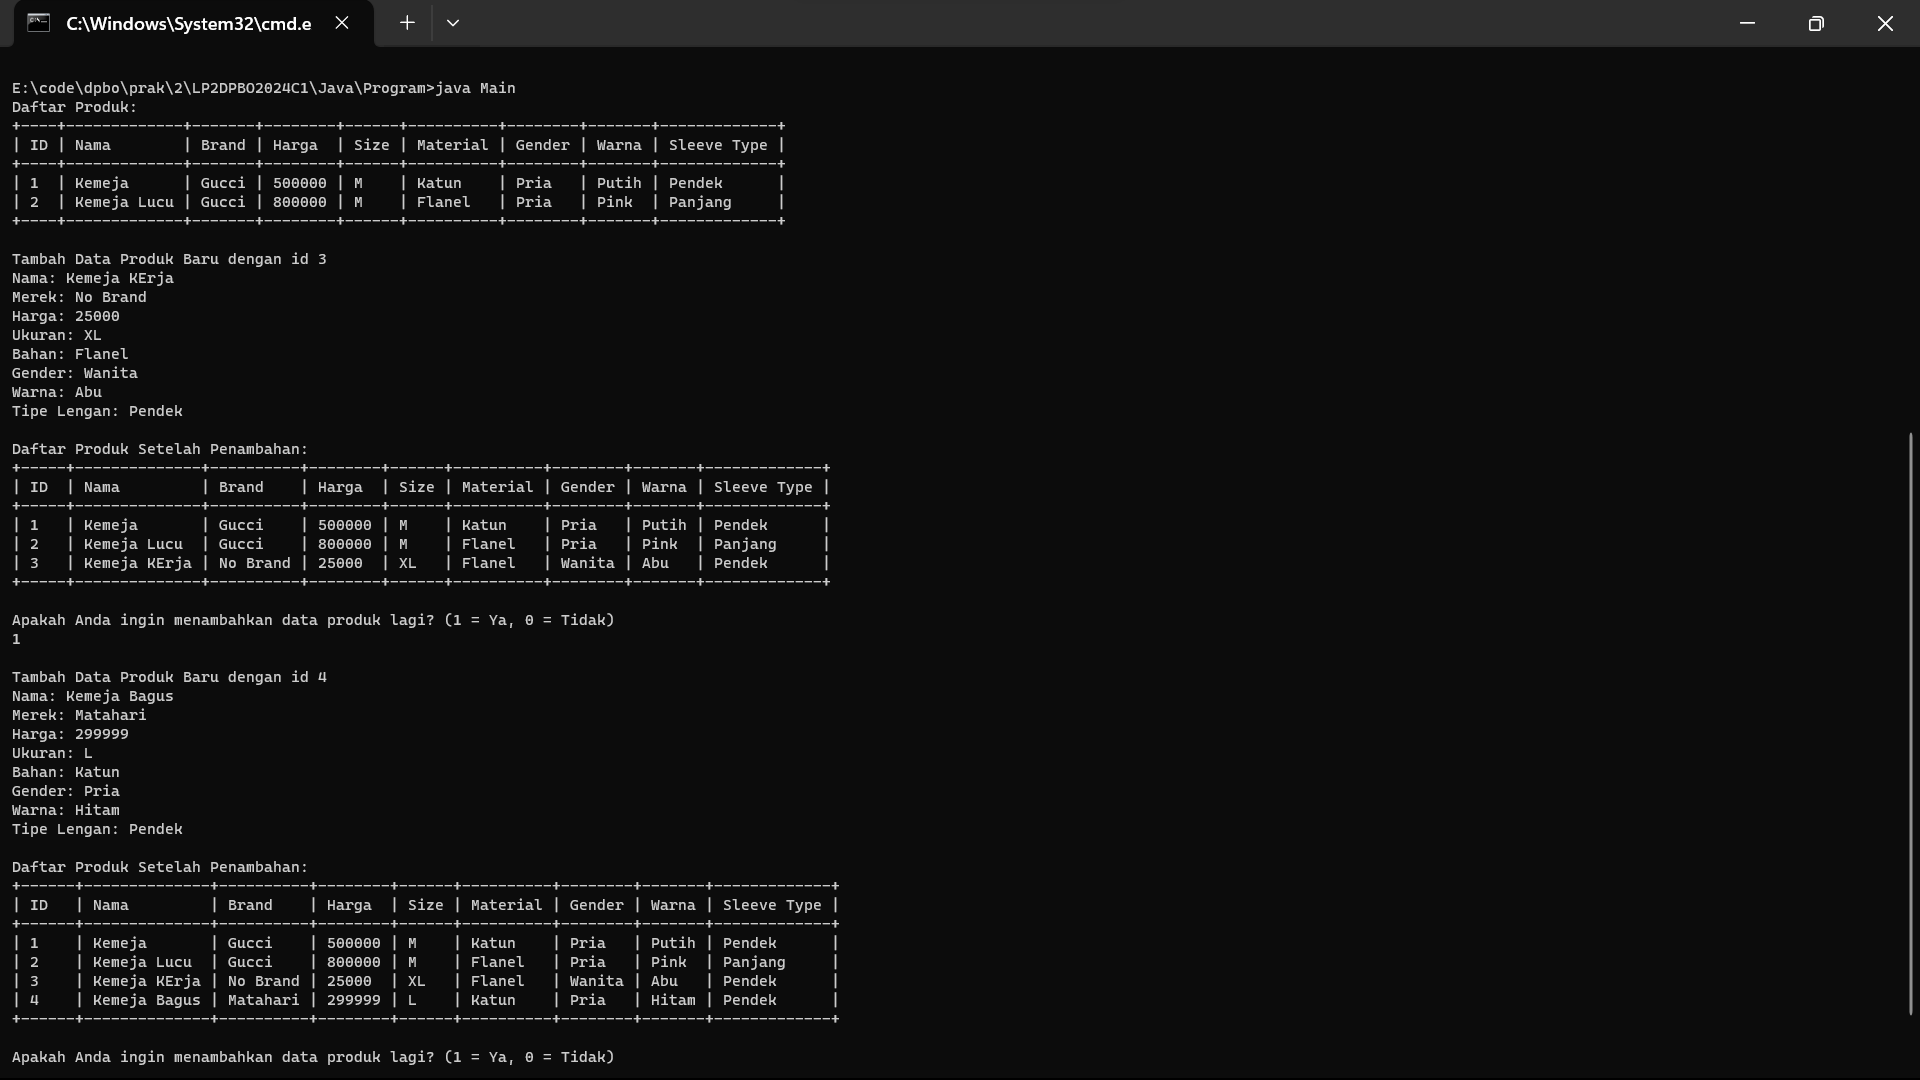 C:\Windows\System32\cmd.e
E:\code\dpbo\prak\2\LP2DPBO2024C1\Java\Program>java Main
Daftar Produk:
+----+-------------+-------+--------+------+----------+--------+-------+-------------+
| ID | Nama        | Brand | Harga  | Size | Material | Gender | Warna | Sleeve Type |
+----+-------------+-------+--------+------+----------+--------+-------+-------------+
| 1  | Kemeja      | Gucci | 500000 | M    | Katun    | Pria   | Putih | Pendek      |
| 2  | Kemeja Lucu | Gucci | 800000 | M    | Flanel   | Pria   | Pink  | Panjang     |
+----+-------------+-------+--------+------+----------+--------+-------+-------------+
Tambah Data Produk Baru dengan id 3
Nama: Kemeja KErja
Merek: No Brand
Harga: 25000
Ukuran: XL
Bahan: Flanel
Gender: Wanita
Warna: Abu
Tipe Lengan: Pendek
Daftar Produk Setelah Penambahan:
+-----+--------------+----------+--------+------+----------+--------+-------+-------------+
| ID  | Nama         | Brand    | Harga  | Size | Material | Gender | Warna | Sleeve Type |
+-----+--------------+----------+--------+------+----------+--------+-------+-------------+
| 1   | Kemeja       | Gucci    | 500000 | M    | Katun    | Pria   | Putih | Pendek      |
| 2   | Kemeja Lucu  | Gucci    | 800000 | M    | Flanel   | Pria   | Pink  | Panjang     |
| 3   | Kemeja KErja | No Brand | 25000  | XL   | Flanel   | Wanita | Abu   | Pendek      |
+-----+--------------+----------+--------+------+----------+--------+-------+-------------+
Apakah Anda ingin menambahkan data produk lagi? (1 = Ya, 0 = Tidak)
1
Tambah Data Produk Baru dengan id 4
Nama: Kemeja Bagus
Merek: Matahari
Harga: 299999
Ukuran: L
Bahan: Katun
Gender: Pria
Warna: Hitam
Tipe Lengan: Pendek
Daftar Produk Setelah Penambahan:
+------+--------------+----------+--------+------+----------+--------+-------+-------------+
| ID   | Nama         | Brand    | Harga  | Size | Material | Gender | Warna | Sleeve Type |
+------+--------------+----------+--------+------+----------+--------+-------+-------------+
| 1    | Kemeja       | Gucci    | 500000 | M    | Katun    | Pria   | Putih | Pendek      |
| 2    | Kemeja Lucu  | Gucci    | 800000 | M    | Flanel   | Pria   | Pink  | Panjang     |
| 3    | Kemeja KErja | No Brand | 25000  | XL   | Flanel   | Wanita | Abu   | Pendek      |
| 4    | Kemeja Bagus | Matahari | 299999 | L    | Katun    | Pria   | Hitam | Pendek      |
+------+--------------+----------+--------+------+----------+--------+-------+-------------+
Apakah Anda ingin menambahkan data produk lagi? (1 = Ya, 0 = Tidak)